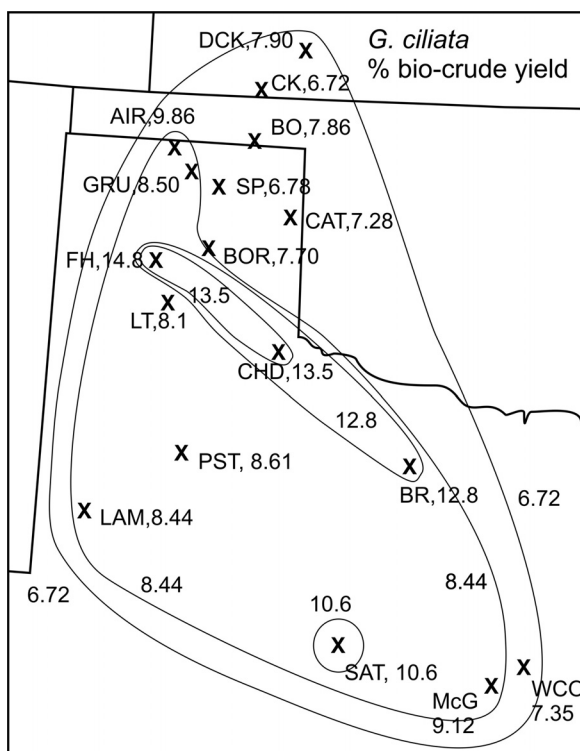 DCK,7.90
G. ciliata
% bio-crude yield
X
X CK,6.72
AIR,9.86
BO,7.86
X
X
X
GRU,8.50
X SP,6.78
X
CAT,7.28
X
BOR,7.70
FH,14.8 X
13.5
X
LT,8.1
X
CHD,13.5
12.8
X
PST, 8.61
X
BR,12.8
6.72
X LAM,8.44
6.72
8.44
8.44
10.6
X
SAT, 10.6
X
X
WCO
McG
7.35
9.12